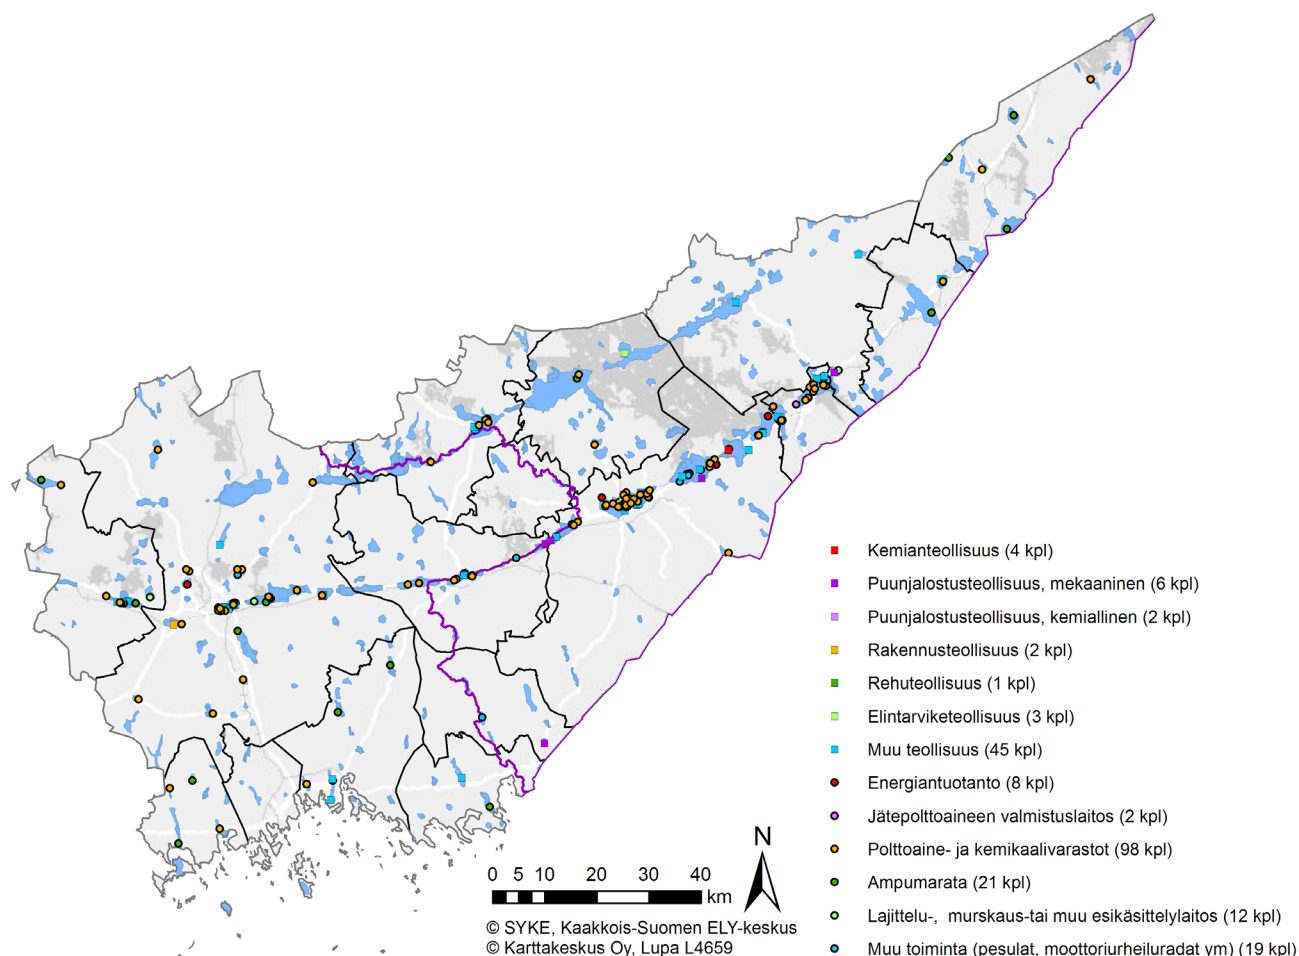 Kemianteollisuus (4 kpl)
Puunjalostusteollisuus, mekaaninen (6 kpl)
Puunjalostusteollisuus, kemiallinen (2 kpl)
Rakennusteollisuus (2 kpl)
Rehuteollisuus (1 kpl)
Elintarviketeollisuus (3 kpl)
Muu teollisuus (45 kpl)
Energiantuotanto (8 kpl)
Jätepolttoaineen valmistuslaitos (2 kpl)
Polttoaine- ja kemikaalivarastot (98 kpl)
Ampumarata (21 kpl)
Lajittelu-, murskaus-tai muu esikäsittelylaitos (12 kpl)
Muu toiminta (pesulat, moottoriurheiluradat ym) (19 kpl)
N
0 5 10 20 30 40
km
© SYKE, Kaakkois-Suomen ELY-keskus
© Karttakeskus Oy, Lupa L4659